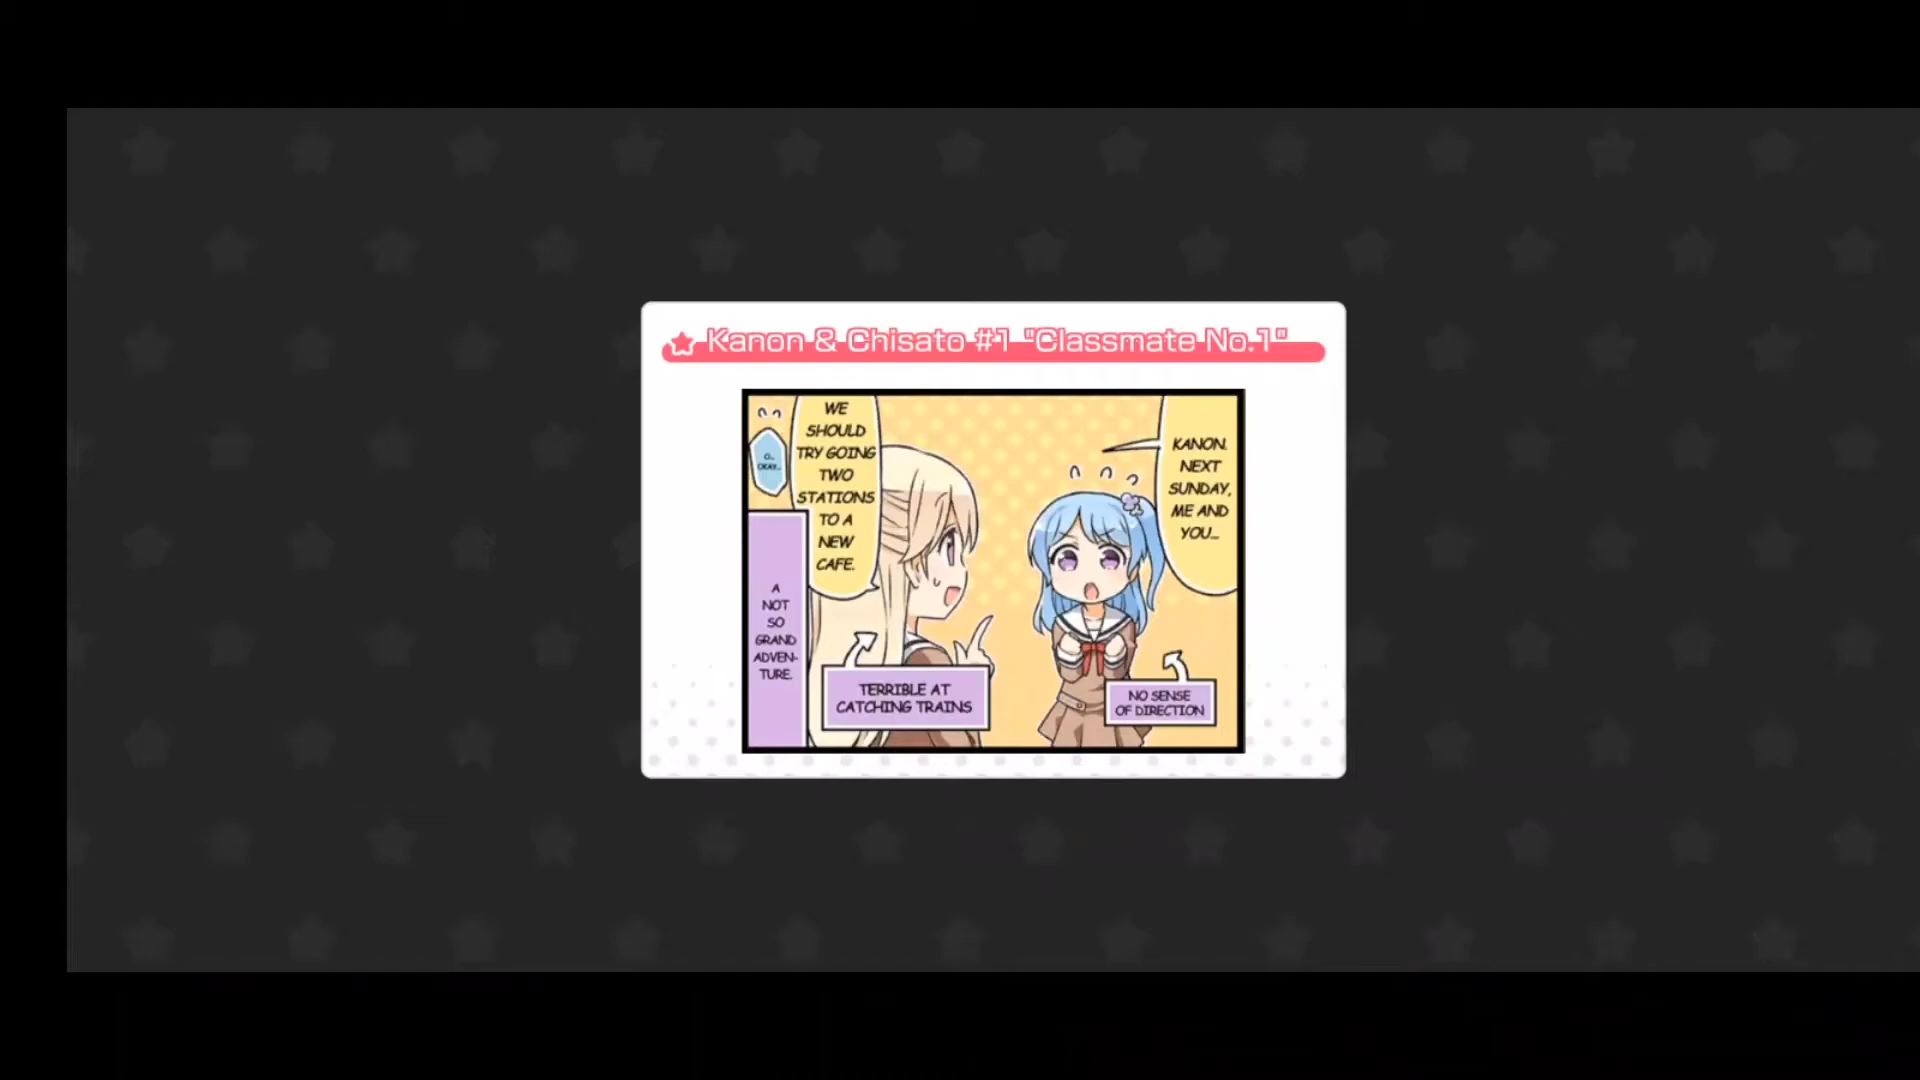 Kanon & Chisato #1 "Classmate No.1"
KANON.
NEXT
SUNDAY,
ME AND
YOU...
WE
SHOULD
TRY GOING
TWO
STATIONS
TO A
NEW
CAFE.
O...
OKAY...
NO SENSE
OF DIRECTION
TERRIBLE AT
CATCHING TRAINS
A
NOT
SO
GRAND
ADVEN-
TURE.